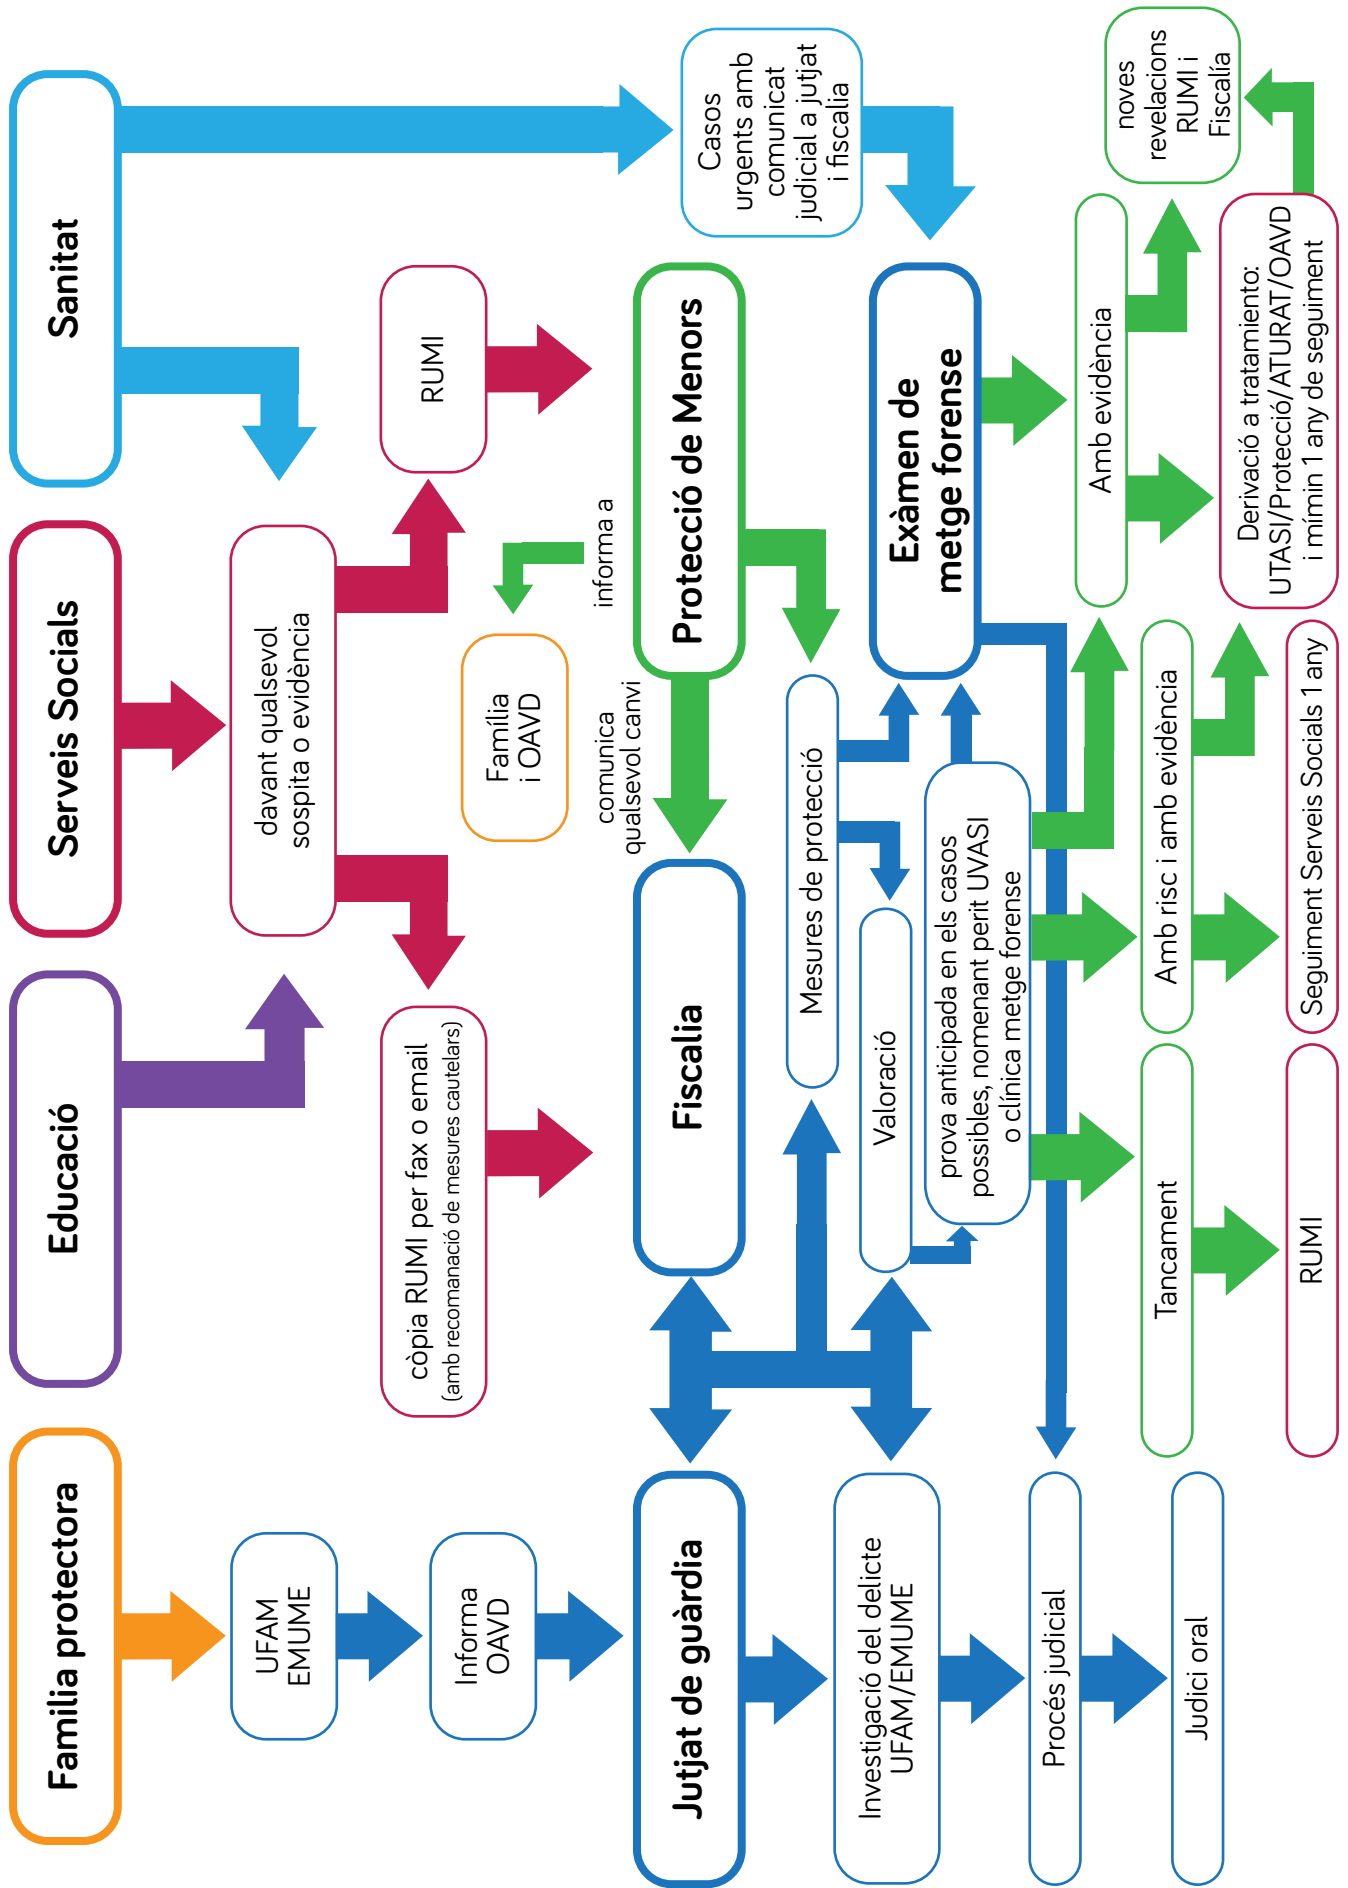 Familia protectora
Educació
Serveis Socials
Sanitat
UFAM
EMUME
davant qualsevol
sospita o evidència
Informa
OAVD
còpia RUMI per fax o email
(amb recomanació de mesures cautelars)
RUMI
Família
i OAVD
informa a
comunica
qualsevol canvi
Casos
urgents amb
comunicat
judicial a jutjat
i fiscalia
Jutjat de guàrdia
Fiscalia
Protecció de Menors
Mesures de protecció
Investigació del delicte
UFAM/EMUME
Valoració
Exàmen de
metge forense
prova anticipada en els casos
possibles, nomenant perit UVASI
o clínica metge forense
Procés judicial
Amb evidència
noves
revelacions
RUMI i
Fiscalía
Judici oral
Tancament
Amb risc i amb evidència
Derivació a tratamiento:
UTASI/Protecció/ATURAT/OAVD
i mímin 1 any de seguiment
RUMI
Seguiment Serveis Socials 1 any